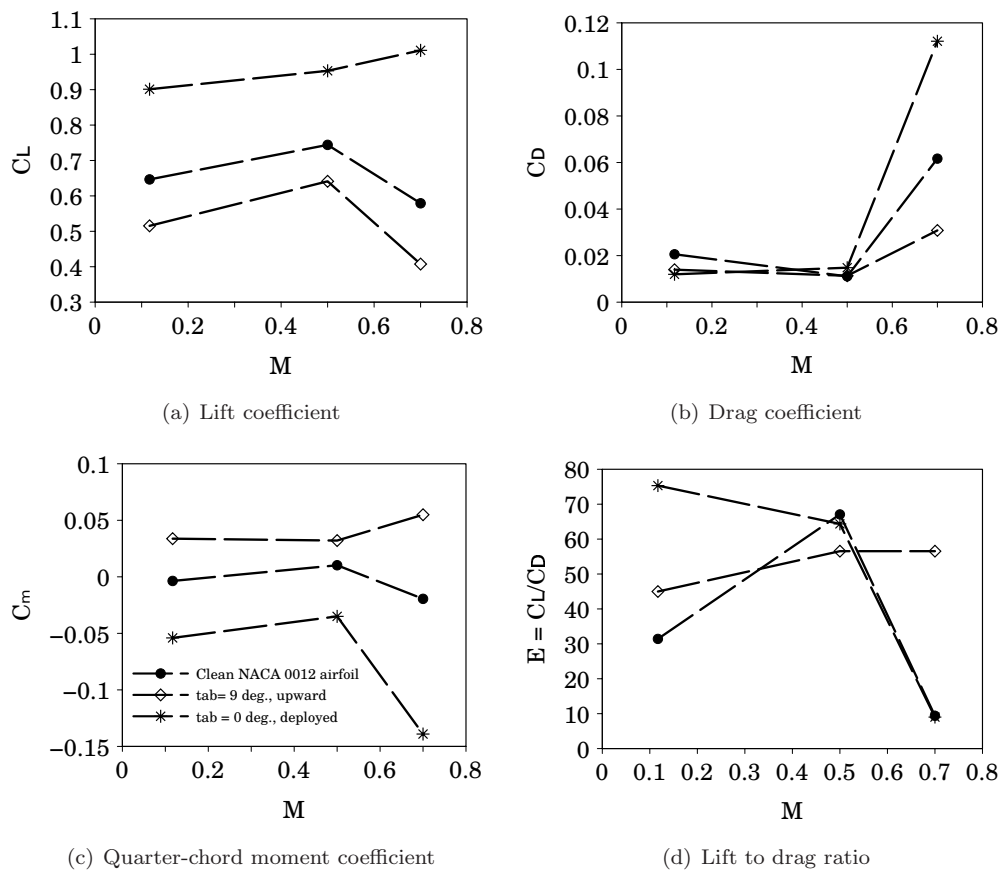 1.1
1
0.9
0.8
0.7
0.6
0.5
0.4
0.3
CL
0 0.2 0.4 0.6 0.8
M
(a) Lift coefficient
0.12
0.1
0.08
0.06
0.04
0.02
0
CD
0 0.2 0.4 0.6 0.8
M
(b) Drag coefficient
0.1
0.05
0
−0.05
−0.1
−0.15
Cm
Clean NACA 0012 airfoil
tab= 9 deg., upward
tab = 0 deg., deployed
0 0.2 0.4 0.6 0.8
M
(c) Quarter-chord moment coefficient
80
70
60
50
40
30
20
10
0
E = CL/CD
0 0.1 0.2 0.3 0.4 0.5 0.6 0.7 0.8
M
(d) Lift to drag ratio